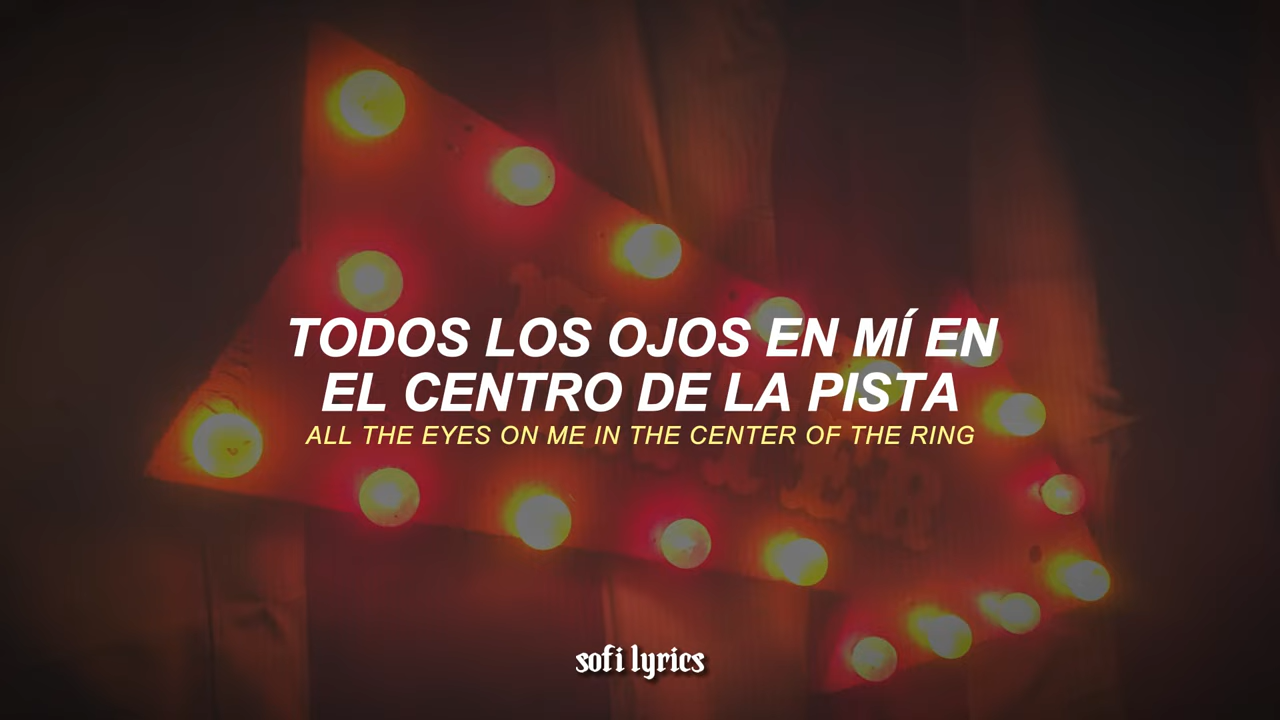 TODOS LOS OJOS EN MÍ EN
EL CENTRO DE LA PISTA
ALL THE EYES ON ME IN THE CENTER OF THE RING
sofi lyrics